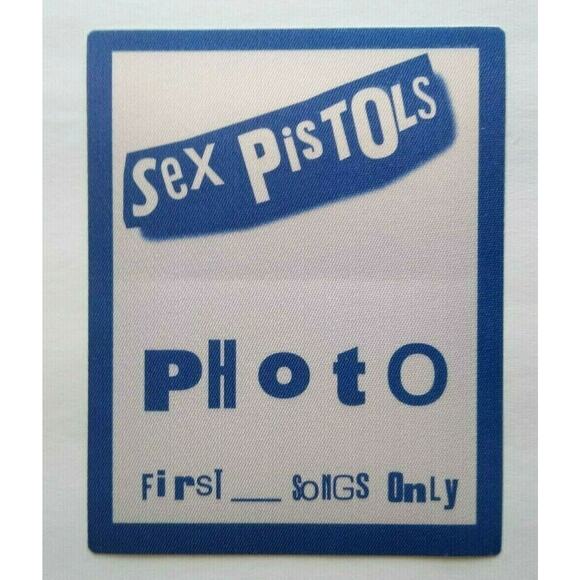 Sex PisTOLS
PHotO
FirsT ___ SoNGS OnLy